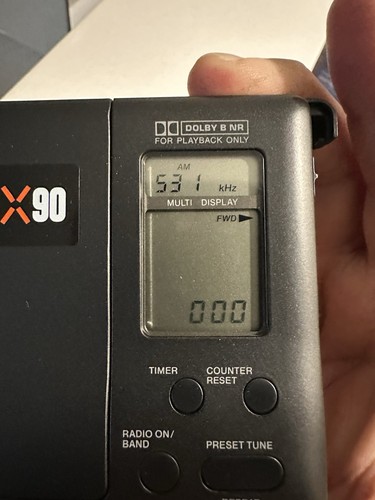 DOLBY B NR
FOR PLAYBACK ONLY
AM
531 kHz
MULTI DISPLAY
FWD
X90
000
TIMER
COUNTER
RESET
RADIO ON/
BAND
PRESET TUNE